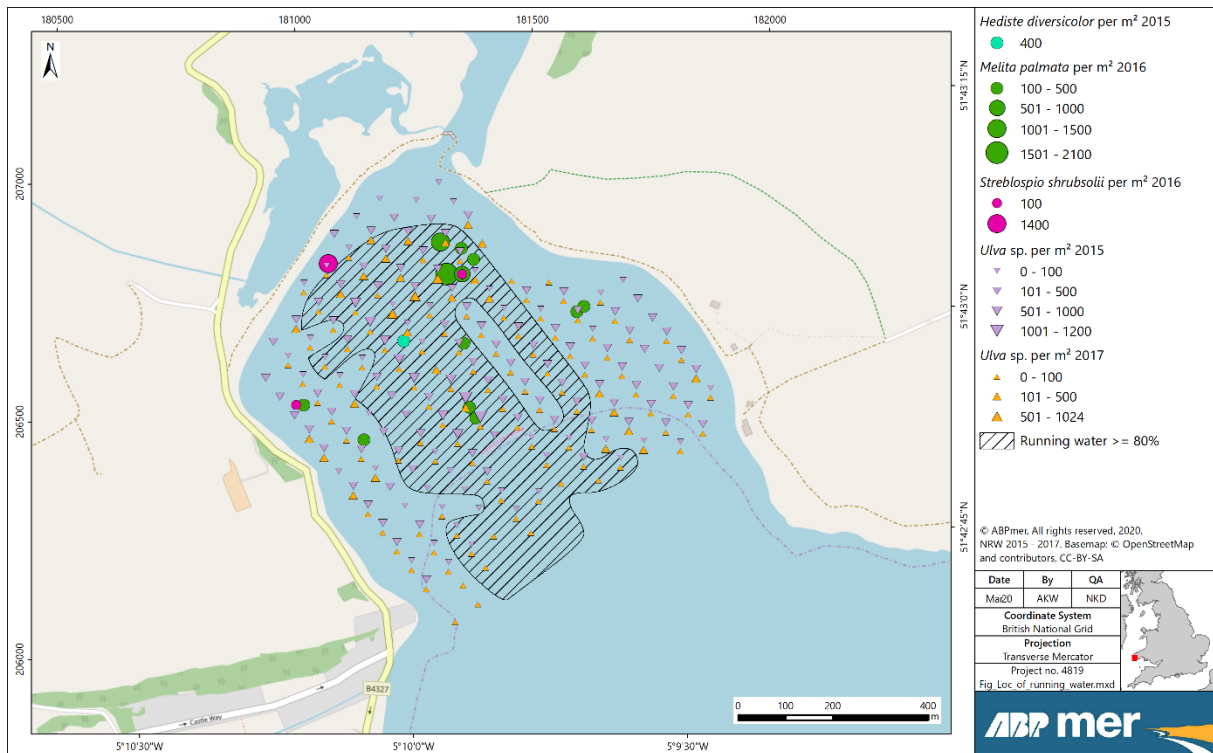 180500 181000 181500 182000
N
207000
206500
206000
51°43'15"N
51°43'0"N
51°42'45"N
B4327
Castle Way
0 100 200 400
m
5°10'30"W 5°10'0"W 5°9'30"W
Hediste diversicolor per m² 2015
400
Melita palmata per m² 2016
100 - 500
501 - 1000
1001 - 1500
1501 - 2100
Streblospio shrubsolii per m² 2016
100
1400
Ulva sp. per m² 2015
0 - 100
101 - 500
501 - 1000
1001 - 1200
Ulva sp. per m² 2017
0 - 100
101 - 500
501 - 1024
Running water >= 80%
© ABPmer, All rights reserved, 2020.
NRW 2015 - 2017. Basemap: © OpenStreetMap
and contributors, CC-BY-SA
Date By QA
Mar20 AKW NKD
Coordinate System
British National Grid
Projection
Transverse Mercator
Project no. 4819
Fig_Loc_of_running_water.mxd
ABPmer